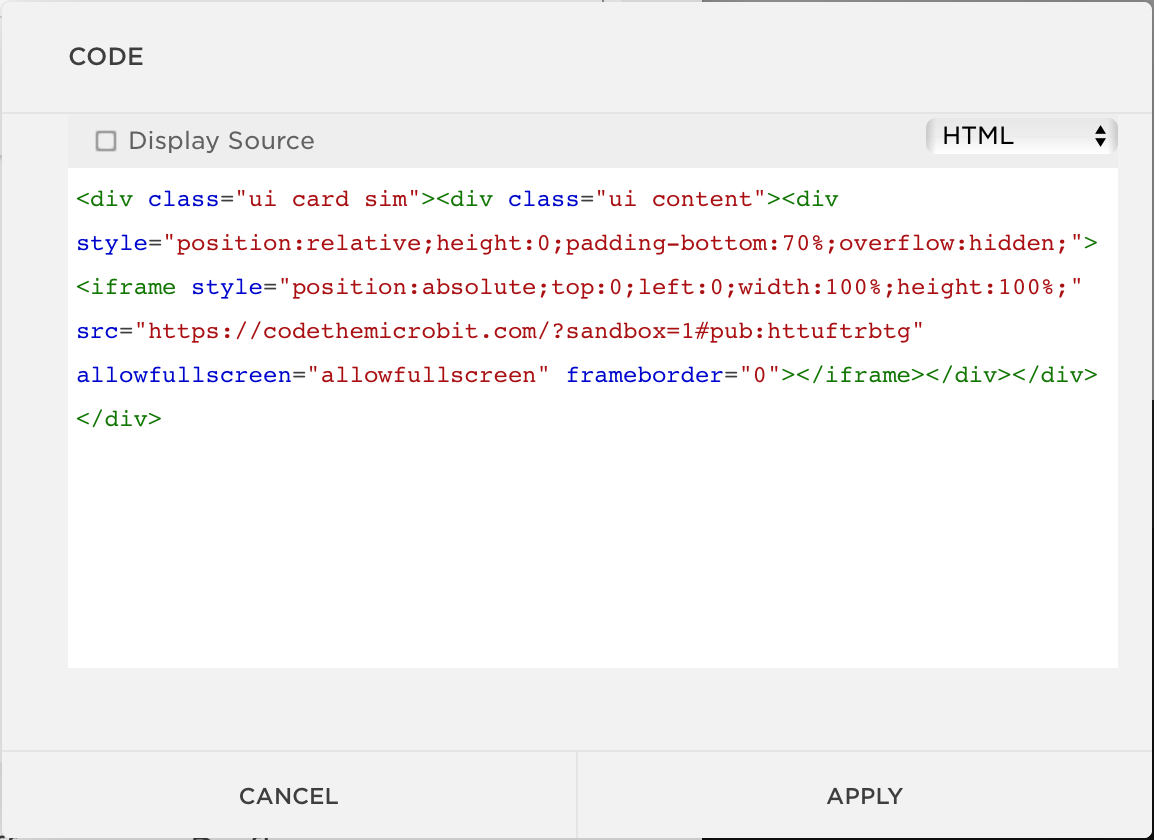 CODE
Display Source
HTML
<div class="ui card sim"><div class="ui content"><div
style="position:relative;height:0;padding-bottom:70%;overflow:hidden;">
<iframe style="position:absolute;top:0;left:0;width:100%;height:100%;"
src="https://codethemicrobit.com/?sandbox=1#pub:httuftrbtg"
allowfullscreen="allowfullscreen" frameborder="0"></iframe></div></div>
</div>
CANCEL
APPLY